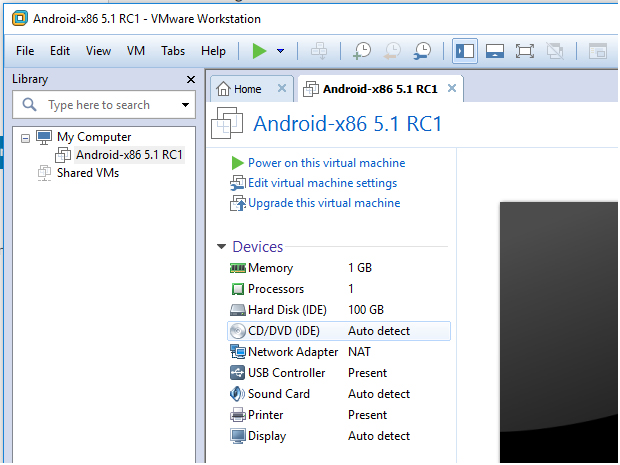 Android-x86 5.1 RC1 - VMware Workstation
File Edit View VM Tabs Help
Library
Type here to search
My Computer
Android-x86 5.1 RC1
Shared VMs
Home
Android-x86 5.1 RC1
Android-x86 5.1 RC1
Power on this virtual machine
Edit virtual machine settings
Upgrade this virtual machine
Devices
Memory 1 GB
Processors 1
Hard Disk (IDE) 100 GB
CD/DVD (IDE) Auto detect
Network Adapter NAT
USB Controller Present
Sound Card Auto detect
Printer Present
Display Auto detect